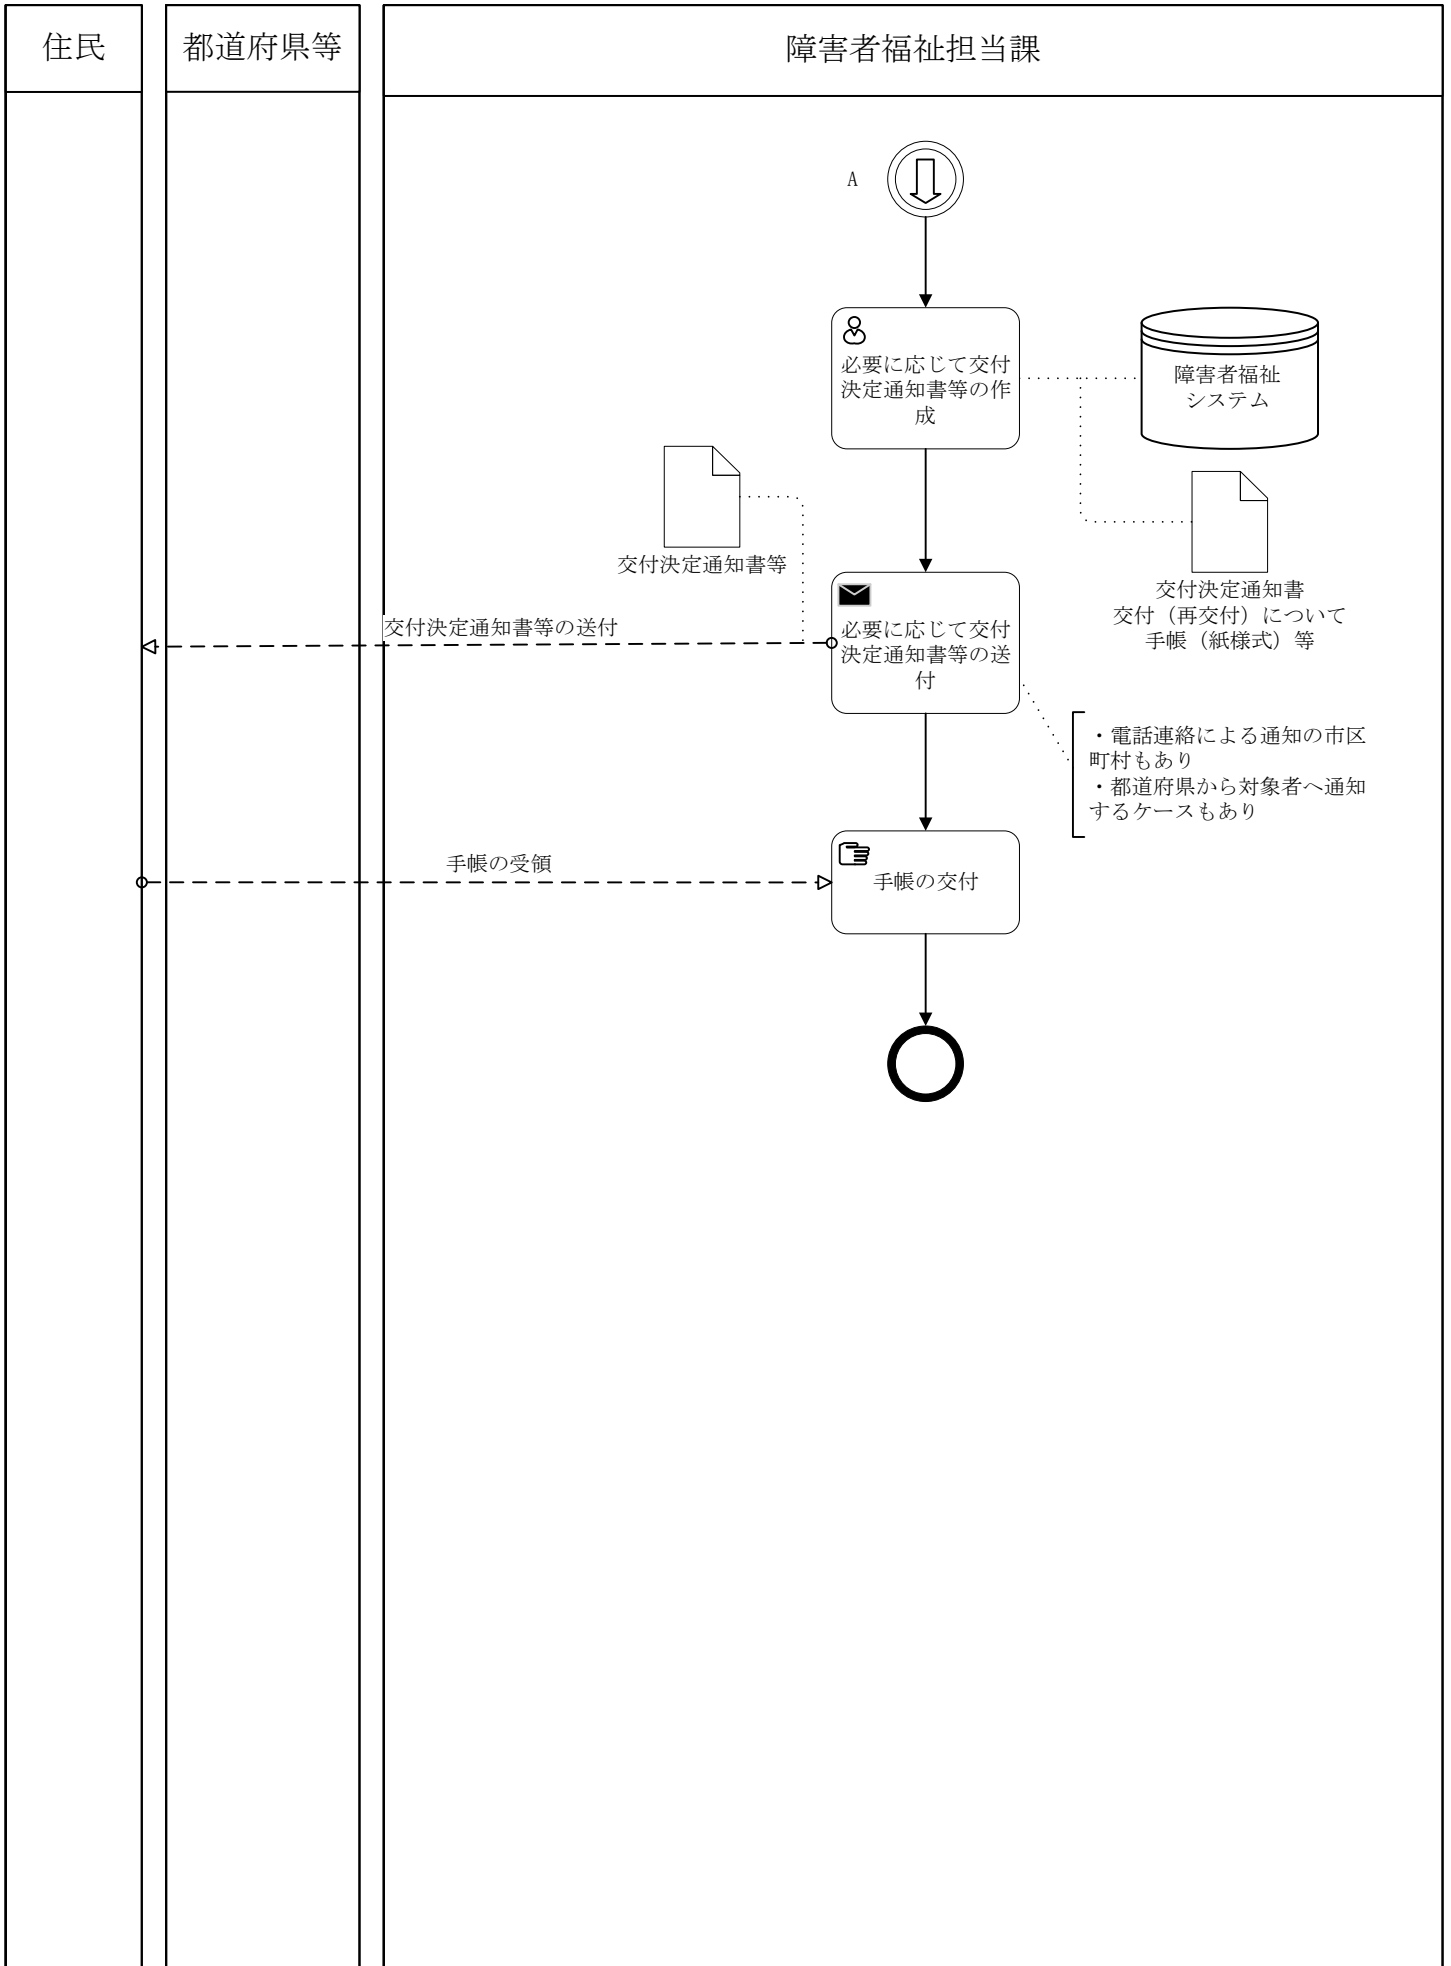 住民
都道府県等
障害者福祉担当課
A
必要に応じて交付
決定通知書等の作
成
障害者福祉
システム
交付決定通知書等
交付決定通知書
交付（再交付）について
手帳（紙様式）等
交付決定通知書等の送付
必要に応じて交付
決定通知書等の送
付
・電話連絡による通知の市区
町村もあり
・都道府県から対象者へ通知
するケースもあり
手帳の受領
手帳の交付